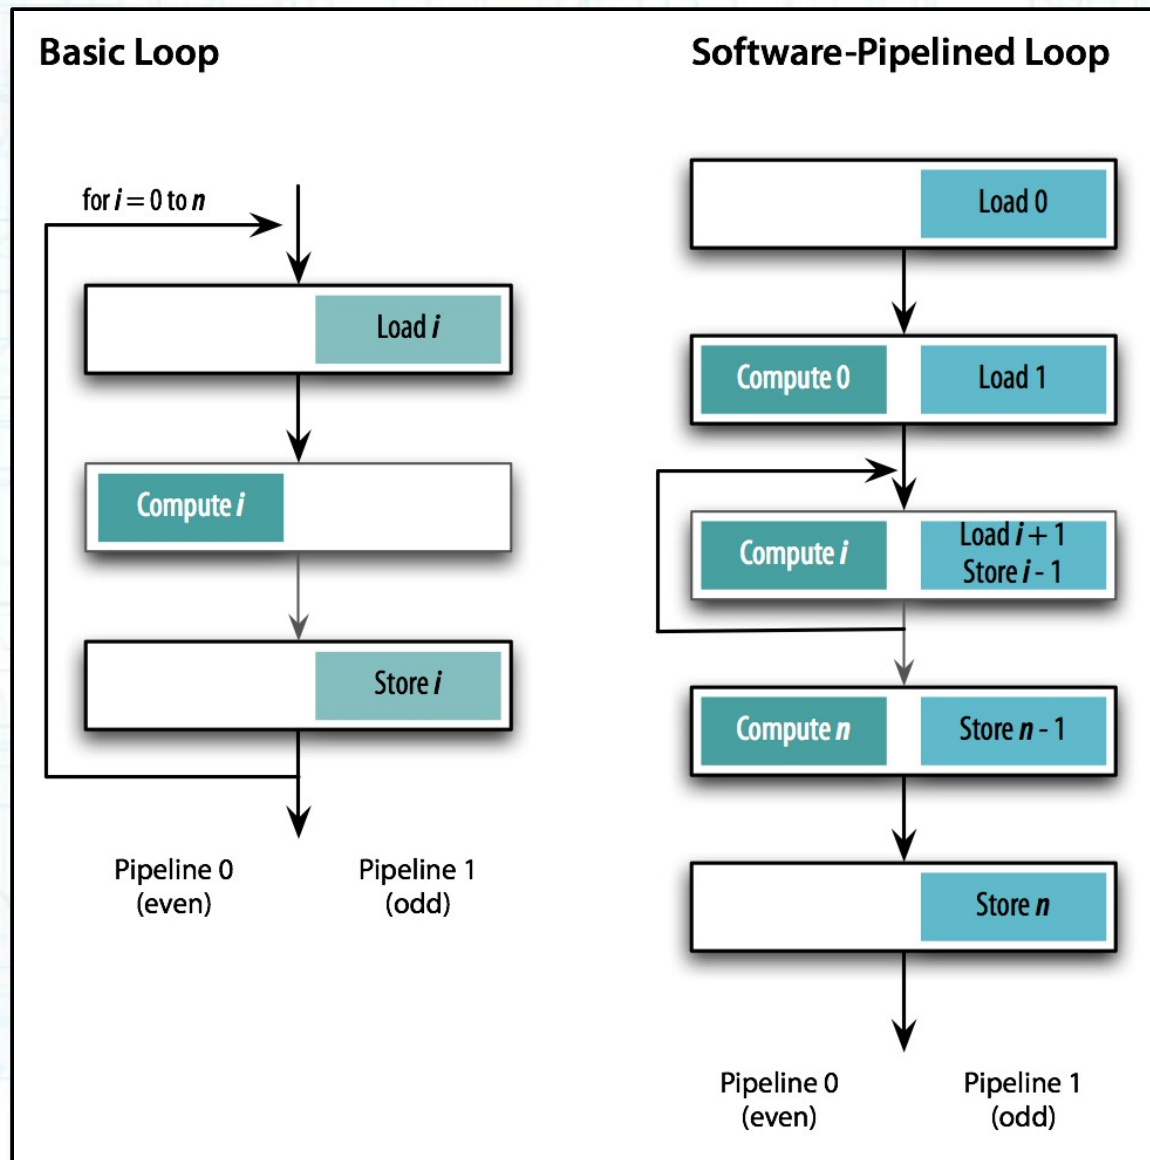 Basic Loop
for i = 0 to n
Load i
Compute i
Store i
Pipeline 0
(even)
Pipeline 1
(odd)
Software-Pipelined Loop
Load 0
Compute 0
Load 1
Compute i
Load i + 1
Store i - 1
Compute n
Store n - 1
Store n
Pipeline 0
(even)
Pipeline 1
(odd)